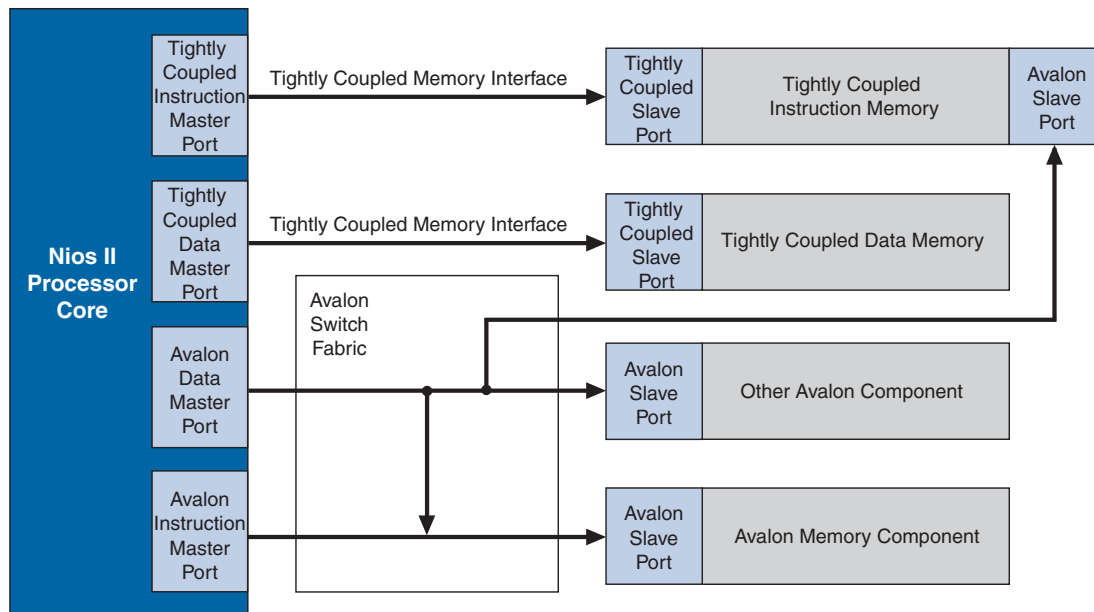 Nios II
Processor
Core
Tightly
Coupled
Instruction
Master
Port
Tightly Coupled Memory Interface
Tightly
Coupled
Slave
Port
Tightly Coupled
Instruction Memory
Avalon
Slave
Port
Tightly
Coupled
Data
Master
Port
Tightly Coupled Memory Interface
Tightly
Coupled
Slave
Port
Tightly Coupled Data Memory
Avalon
Switch
Fabric
Avalon
Data
Master
Port
Avalon
Slave
Port
Other Avalon Component
Avalon
Instruction
Master
Port
Avalon
Slave
Port
Avalon Memory Component